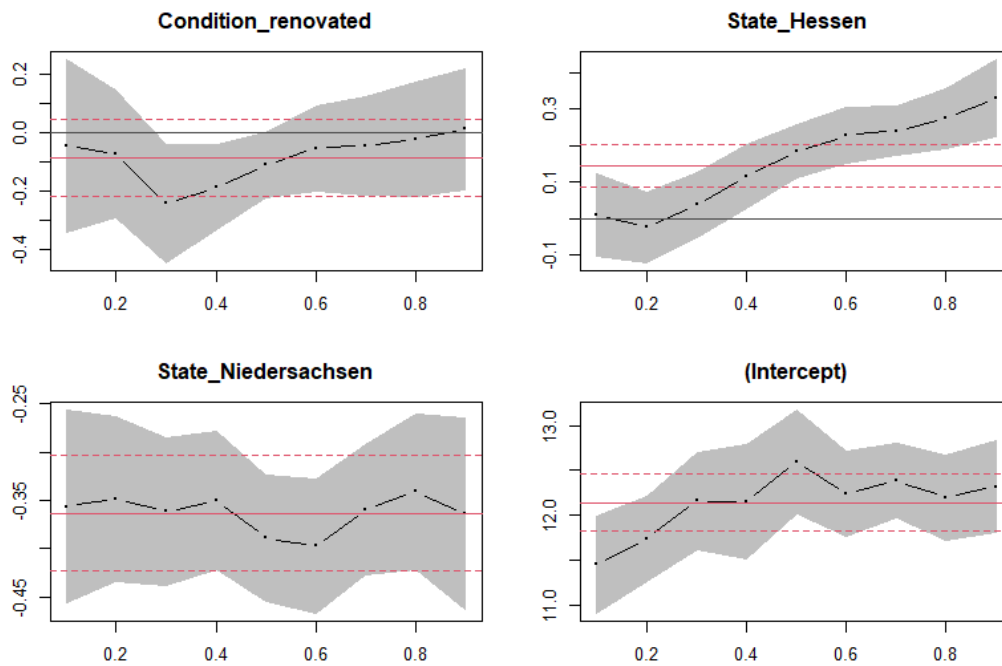 Condition_renovated
0.2
0.0
-0.2
-0.4
0.2 0.4 0.6 0.8
State_Hessen
0.3
0.1
-0.1
0.2 0.4 0.6 0.8
State_Niedersachsen
-0.25
-0.35
-0.45
0.2 0.4 0.6 0.8
(Intercept)
13.0
12.0
11.0
0.2 0.4 0.6 0.8